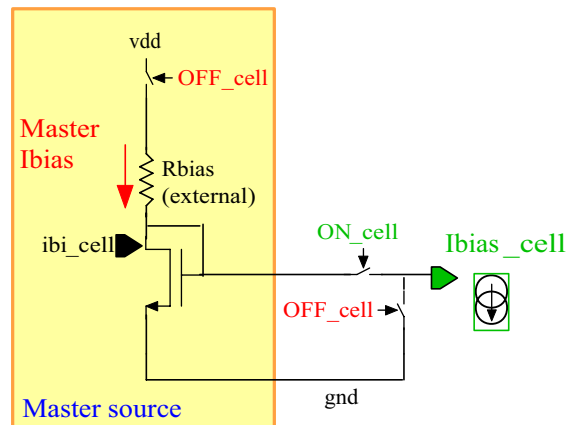 vdd
OFF_cell
Master
Ibias
Rbias
(external)
ibi_cell
ON_cell
Ibias_cell
OFF_cell
gnd
Master source